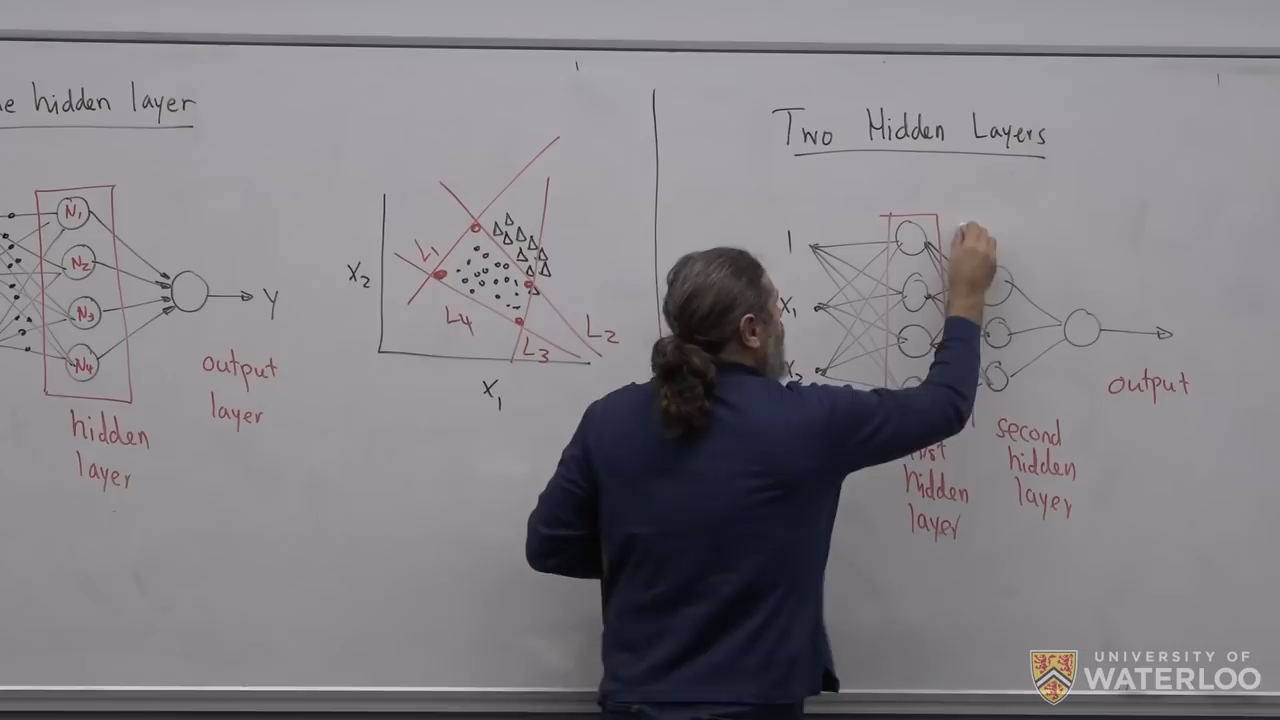 hidden layer
N1
N2
N3
N4
Y
output
layer
hidden
layer
X2
L1
L4
L3
L2
X1
Two Hidden Layers
1
X1
output
second
hidden
layer
hidden
layer
UNIVERSITY OF
WATERLOO